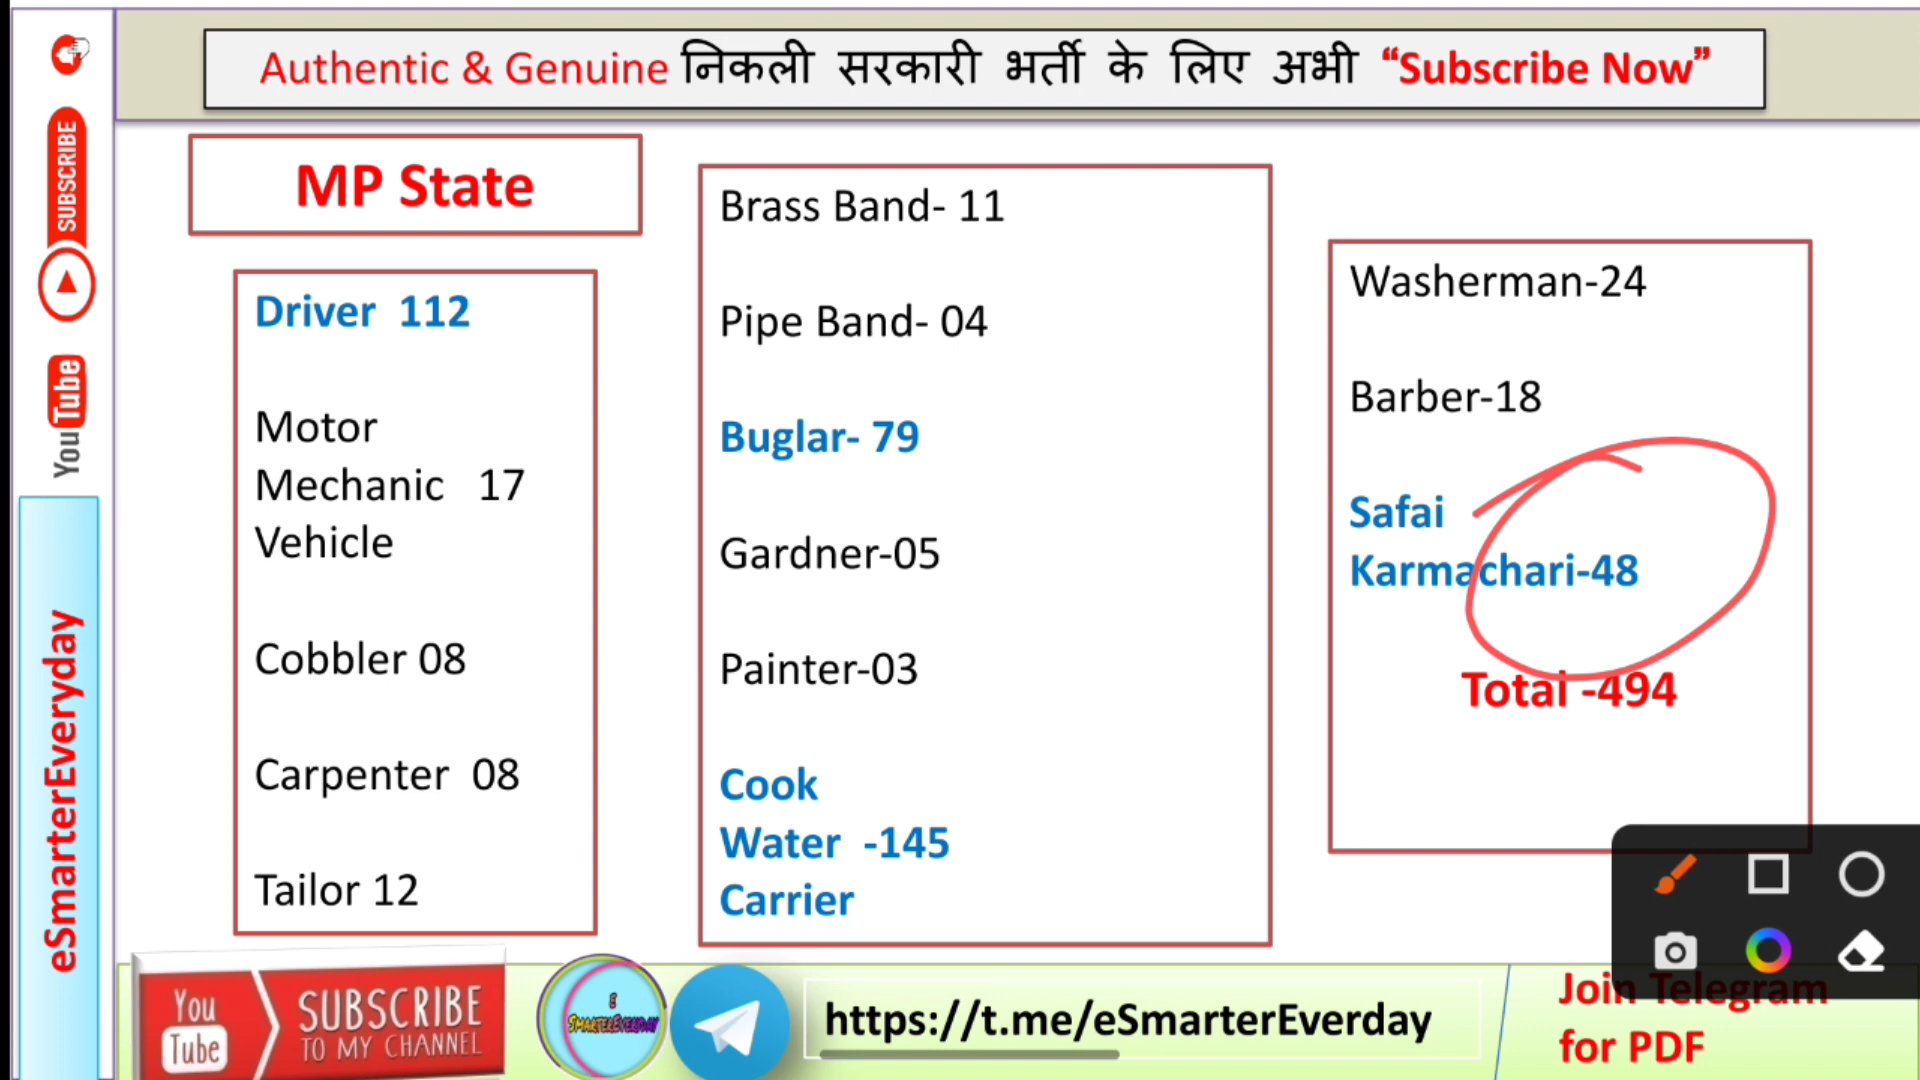 Authentic & Genuine निकली सरकारी भर्ती के लिए अभी “Subscribe Now”
SUBSCRIBE
YouTube
eSmarterEveryday
MP State
Driver 112
Motor
Mechanic 17
Vehicle
Cobbler 08
Carpenter 08
Tailor 12
Brass Band- 11
Pipe Band- 04
Buglar- 79
Gardner-05
Painter-03
Cook
Water -145
Carrier
Washerman-24
Barber-18
Safai
Karmachari-48
Total -494
You
Tube
SUBSCRIBE
TO MY CHANNEL
E
SMARTEREVERYDAY
https://t.me/eSmarterEverday
Join Telegram
for PDF